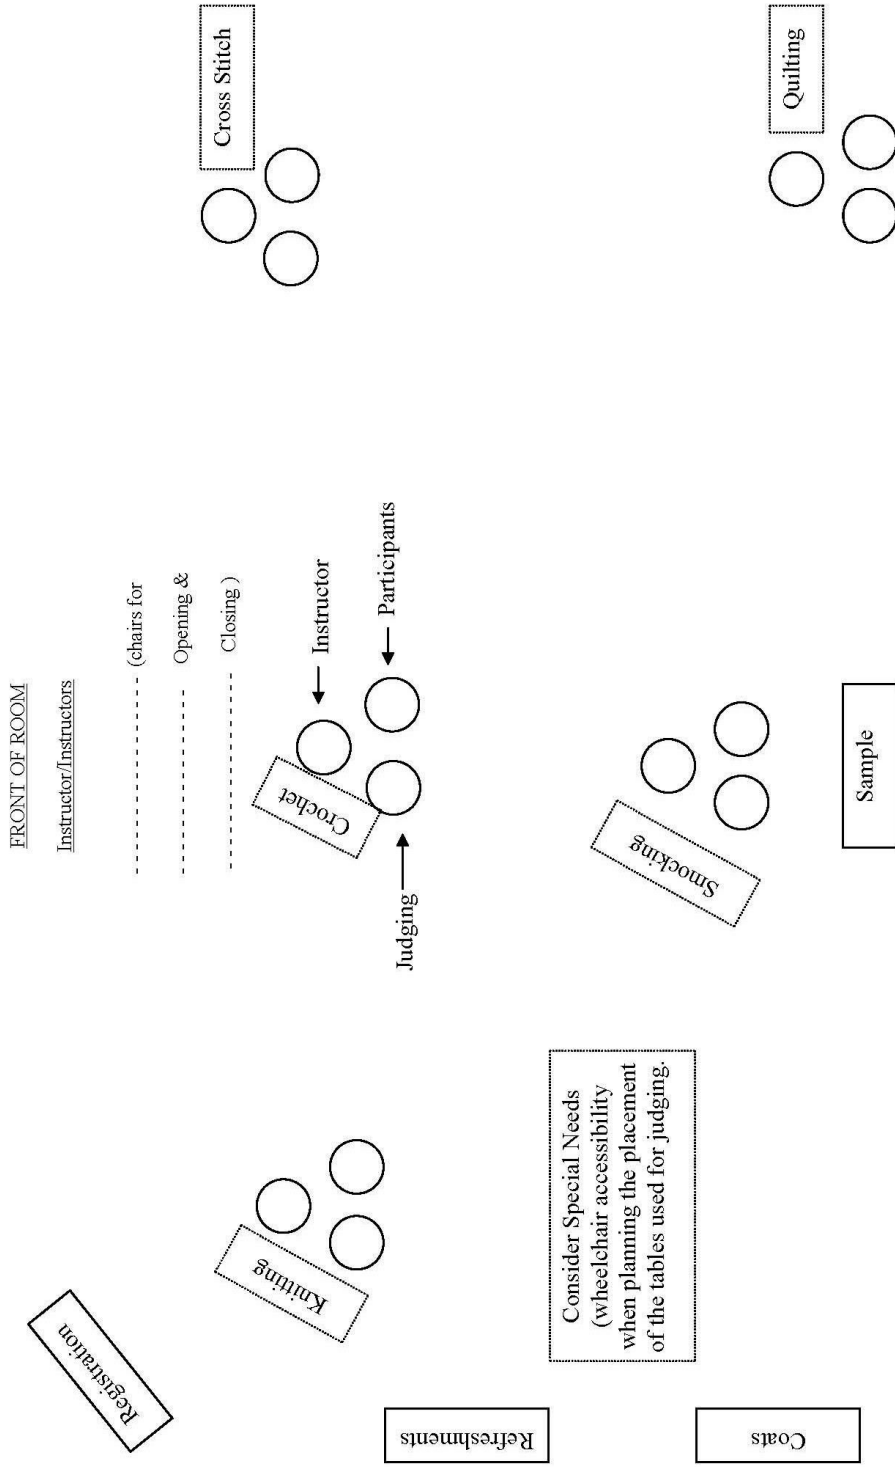 FRONT OF ROOM
Instructor/Instructors
------------------ (chairs for
------------------ Opening &
------------------ Closing )
Registration
Knitting
Crochet
Instructor
Participants
Judging
Cross Stitch
Refreshments
Consider Special Needs
(wheelchair accessibility
when planning the placement
of the tables used for judging.
Smocking
Quilting
Coats
Sample